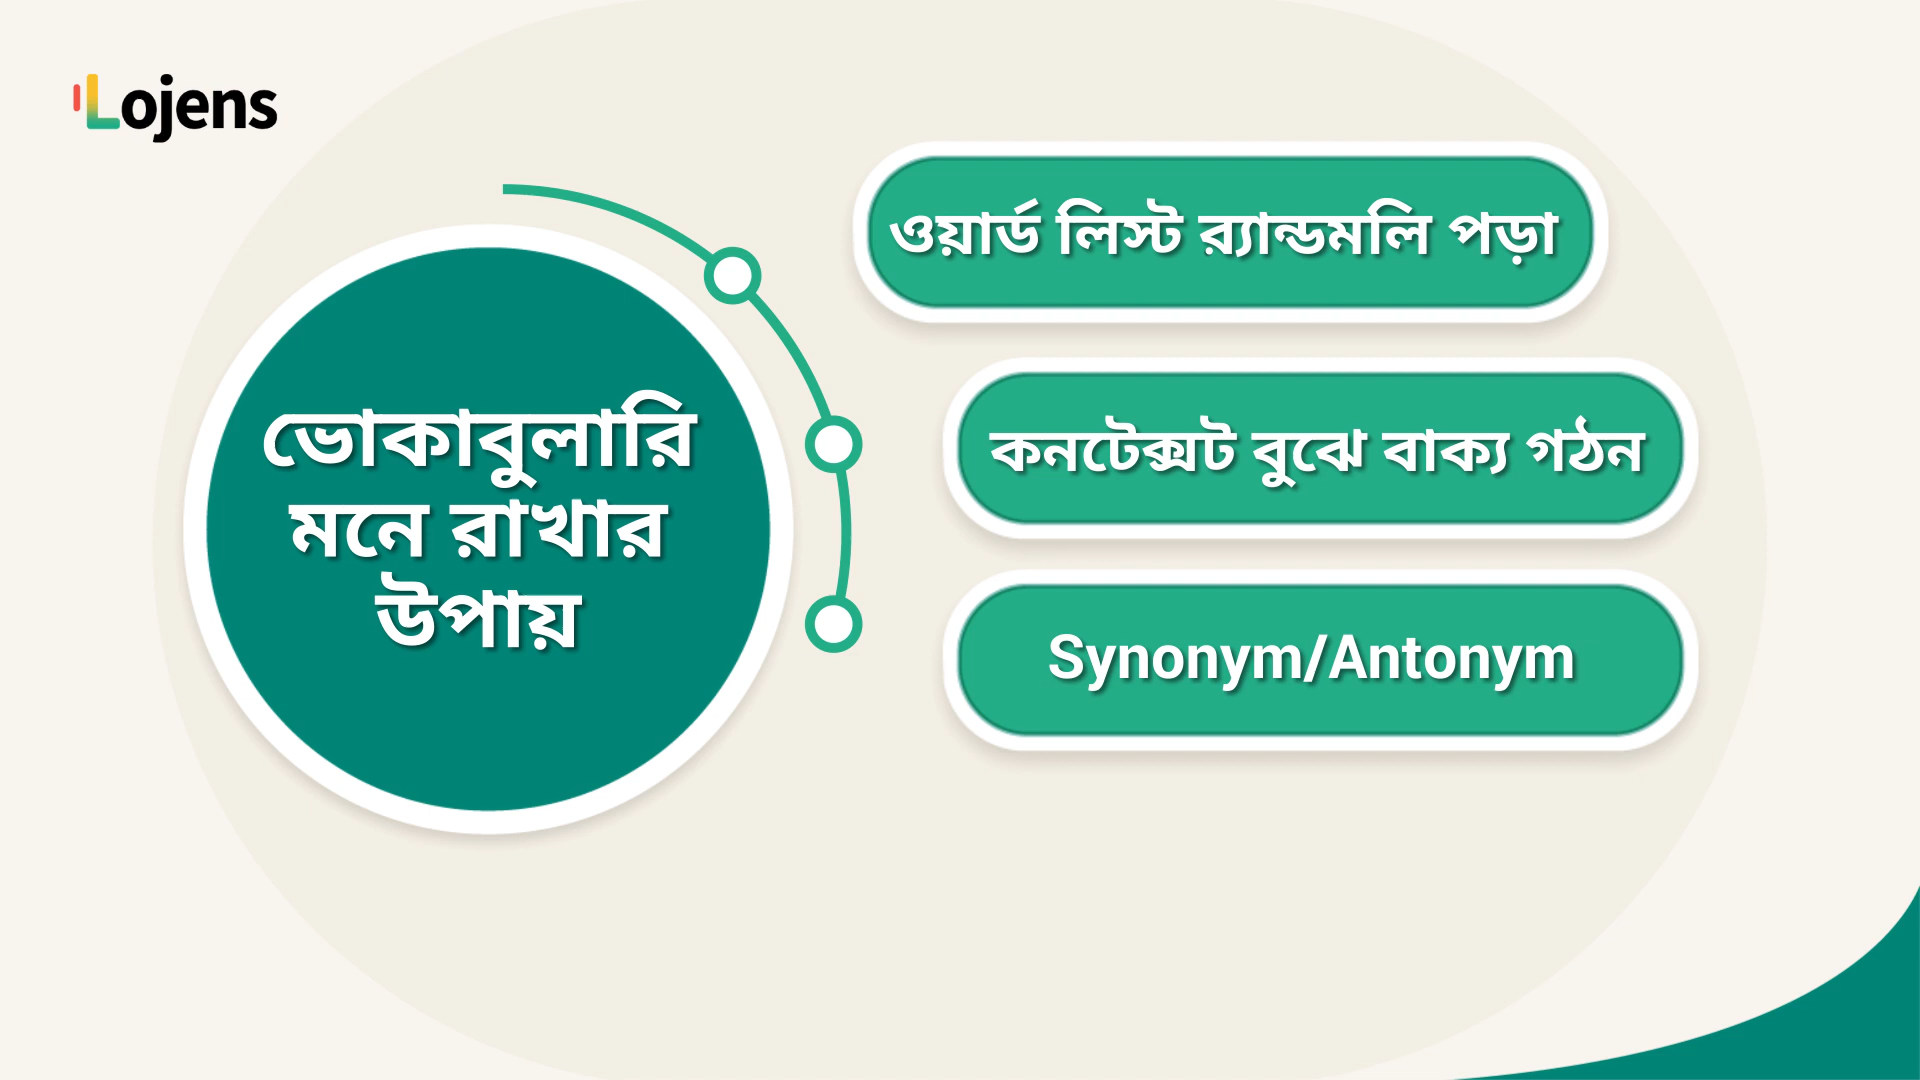 Lojens
ভোকাবুলারি
মনে রাখার
উপায়
ওয়ার্ড লিস্ট র‍্যান্ডমলি পড়া
কনটেক্সট বুঝে বাক্য গঠন
Synonym/Antonym